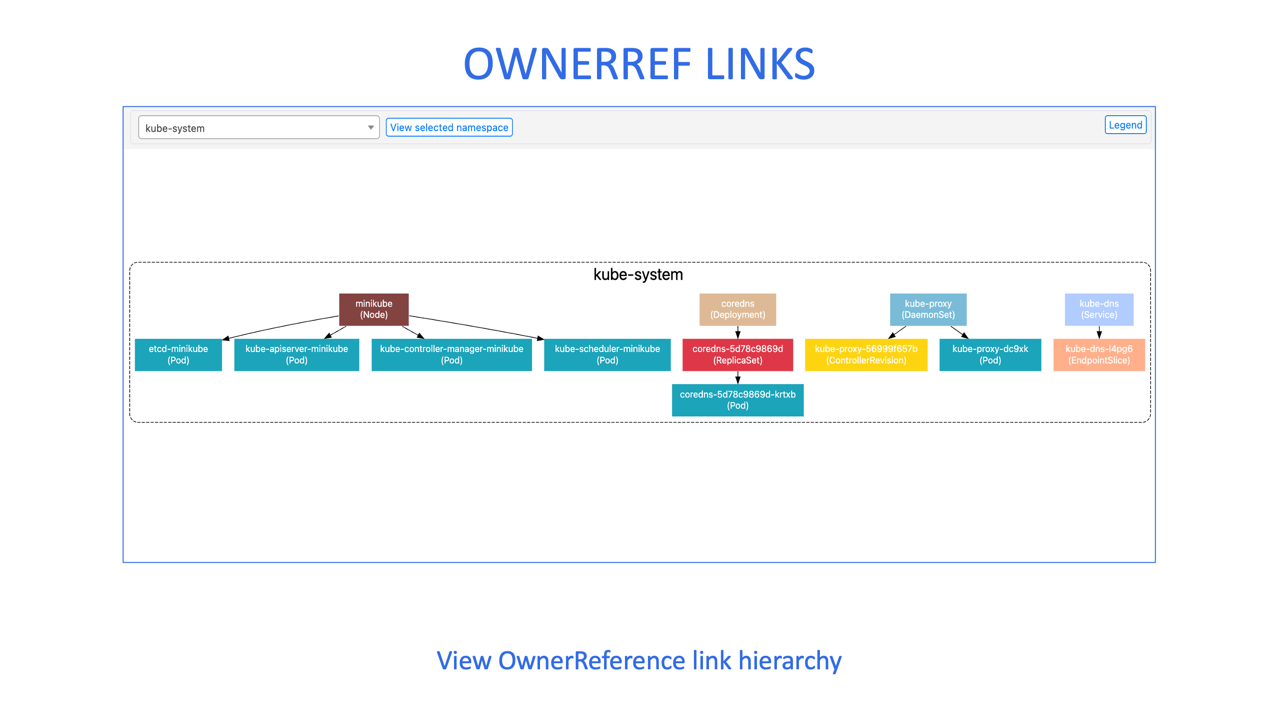 OWNERREF LINKS
kube-system
View selected namespace
Legend
kube-system
minikube
(Node)
coredns
(Deployment)
kube-proxy
(DaemonSet)
kube-dns
(Service)
etcd-minikube
(Pod)
kube-apiserver-minikube
(Pod)
kube-controller-manager-minikube
(Pod)
kube-scheduler-minikube
(Pod)
coredns-5d78c9869d
(ReplicaSet)
kube-proxy-56999f657b
(ControllerRevision)
kube-proxy-dc9xk
(Pod)
kube-dns-l4pg6
(EndpointSlice)
coredns-5d78c9869d-krtxb
(Pod)
View OwnerReference link hierarchy